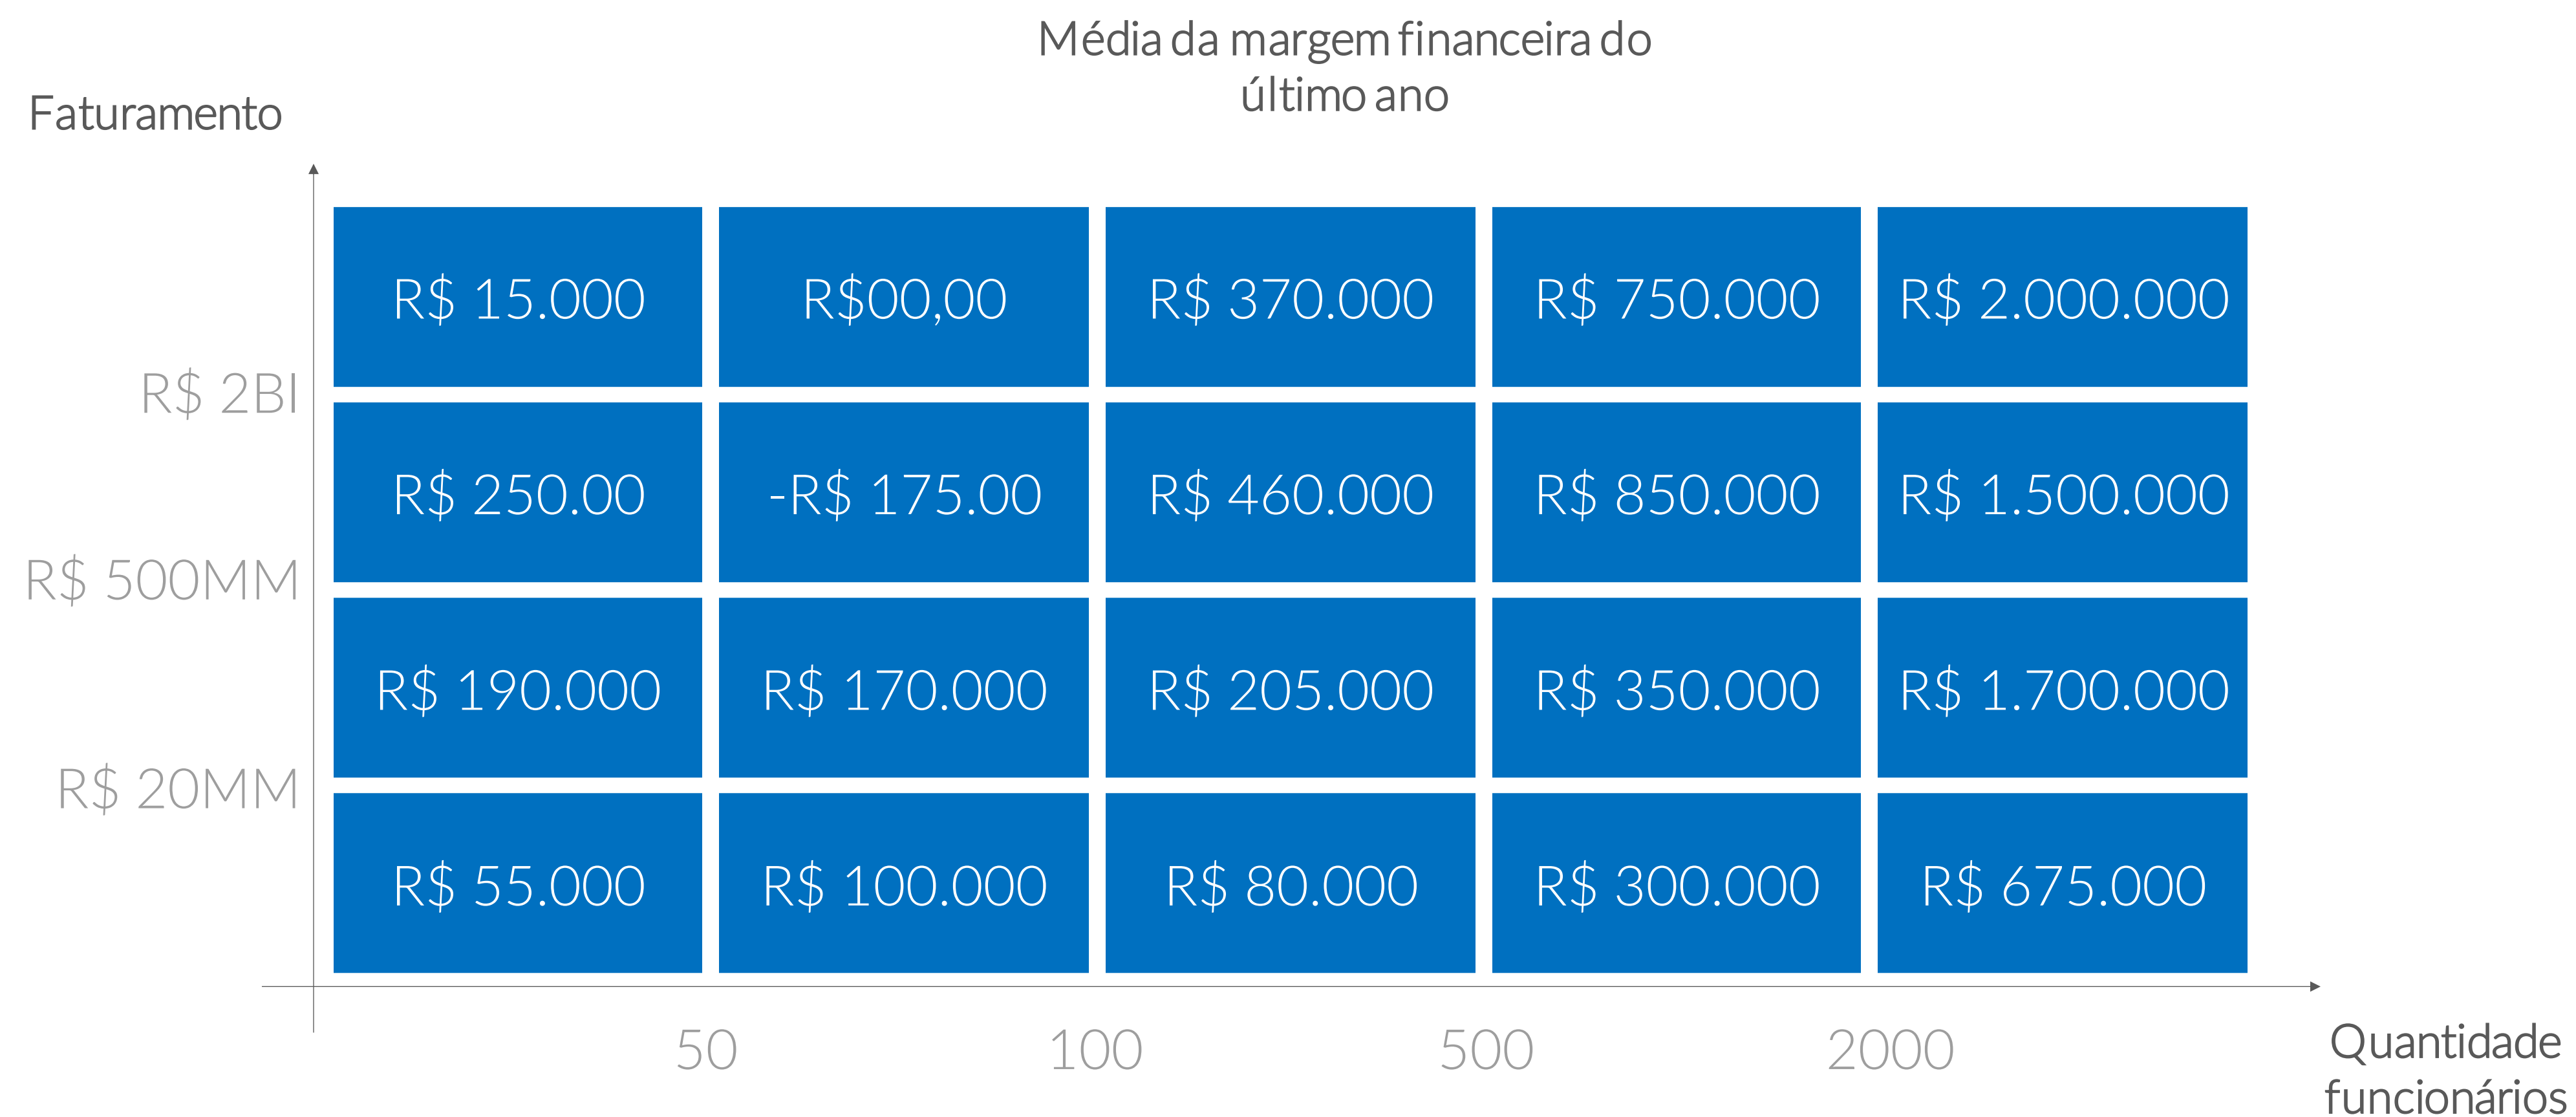 Média da margem financeira do
último ano
Faturamento
R$ 15.000 R$00,00 R$ 370.000 R$ 750.000 R$ 2.000.000
R$ 2BI
R$ 250.00 -R$ 175.00 R$ 460.000 R$ 850.000 R$ 1.500.000
R$ 500MM
R$ 190.000 R$ 170.000 R$ 205.000 R$ 350.000 R$ 1.700.000
R$ 20MM
R$ 55.000 R$ 100.000 R$ 80.000 R$ 300.000 R$ 675.000
50 100 500 2000
Quantidade
funcionários